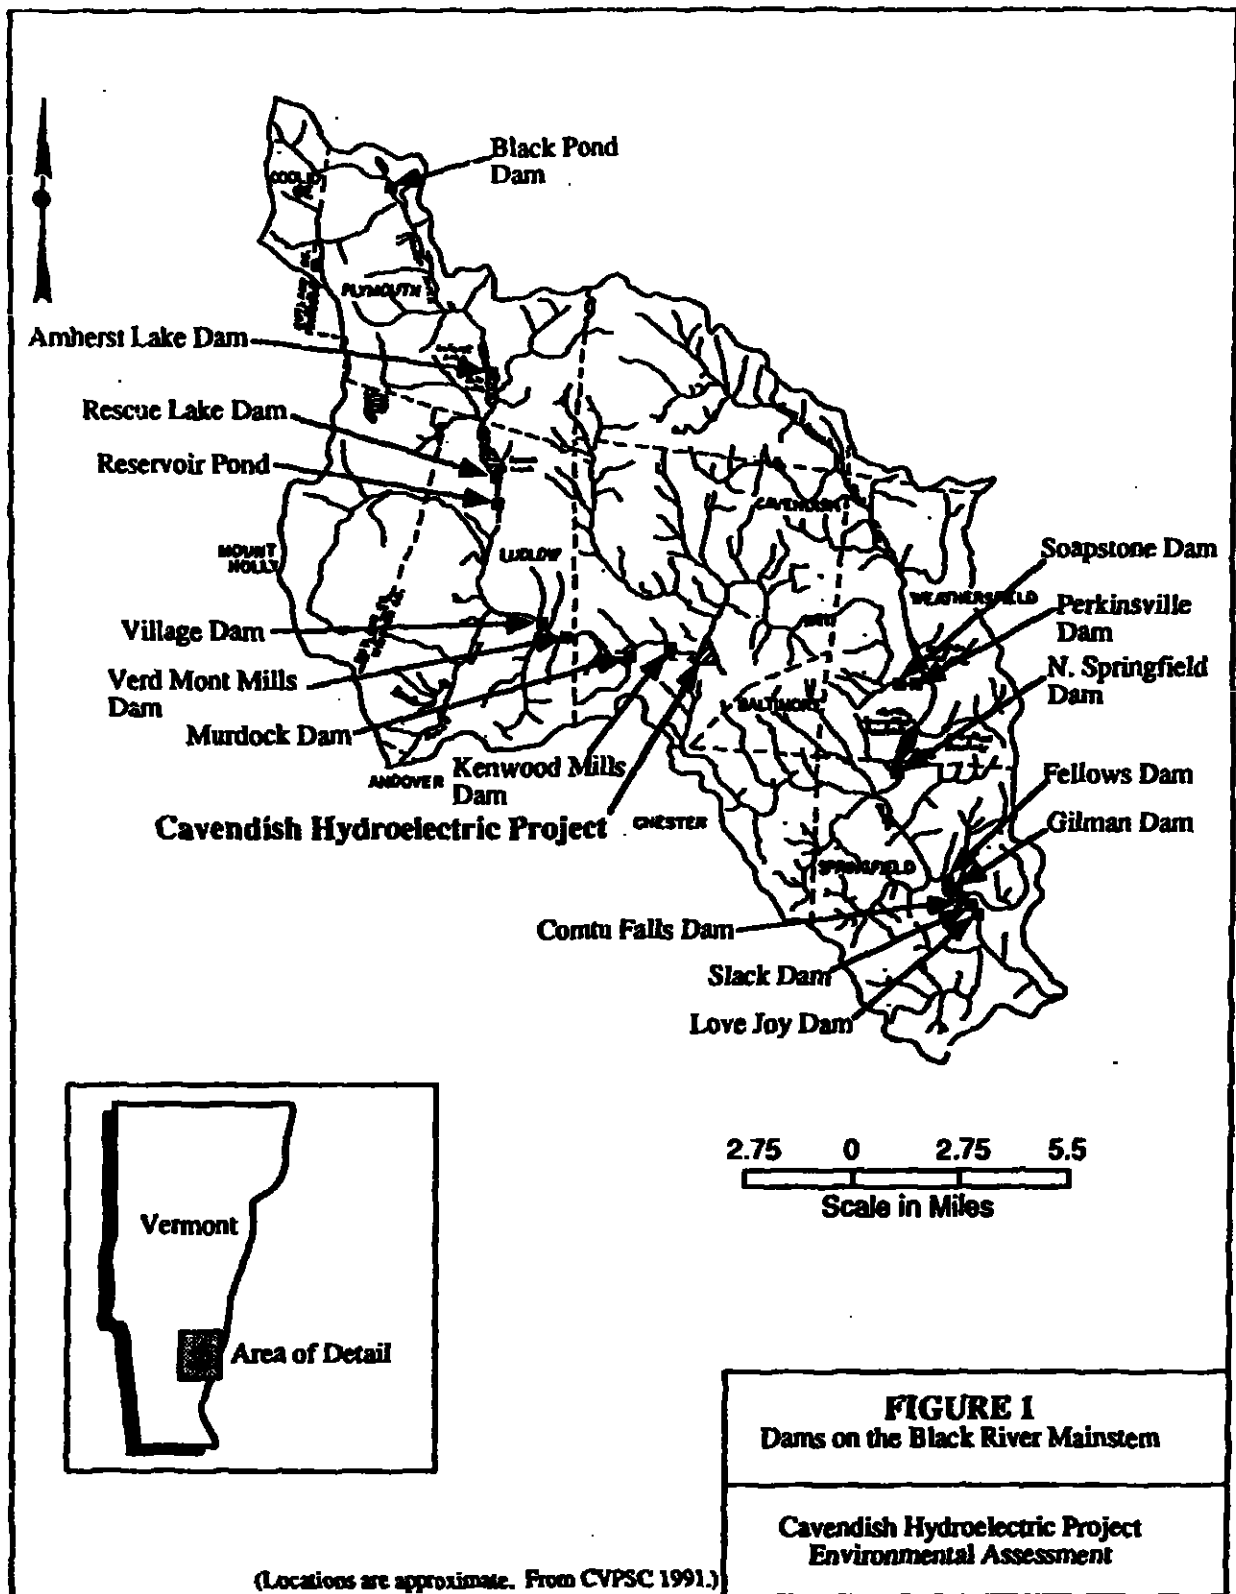 Black Pond
Dam
PLYMOUTH
Amherst Lake Dam
Rescue Lake Dam
Reservoir Pond
CAVENDISH
MOUNT
HOLLY
LUDLOW
Soapstone Dam
WEATHERSFIELD
Perkinsville
Dam
Village Dam
N. Springfield
Dam
Verd Mont Mills
Dam
BALTIMORE
Murdock Dam
ANDOVER
Kenwood Mills
Dam
Fellows Dam
Cavendish Hydroelectric Project
CHESTER
Gilman Dam
SPRINGFIELD
Comtu Falls Dam
Slack Dam
Love Joy Dam
2.75 0 2.75 5.5
Scale in Miles
Vermont
Area of Detail
FIGURE 1
Dams on the Black River Mainstem
Cavendish Hydroelectric Project
Environmental Assessment
(Locations are approximate. From CVPSC 1991.)